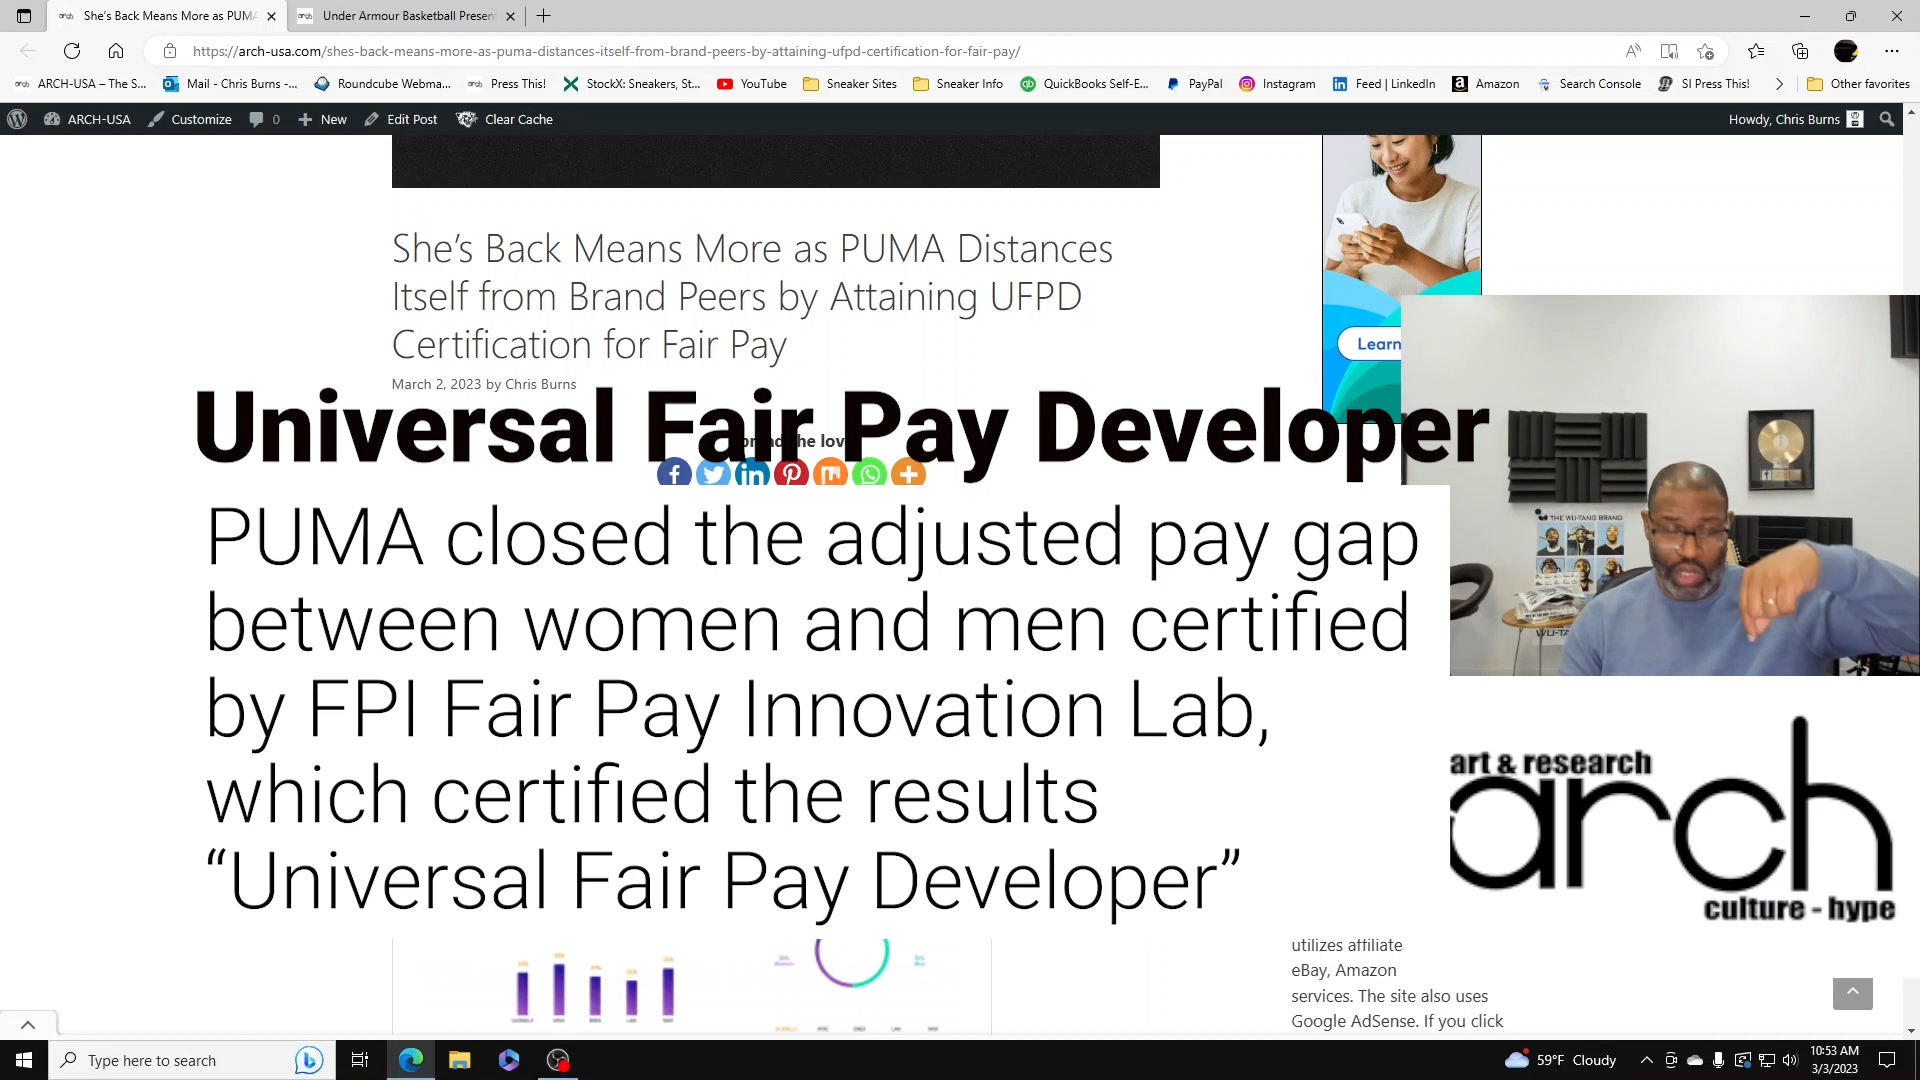 She's Back Means More as PUMA
Under Armour Basketball Presen
https://arch-usa.com/shes-back-means-more-as-puma-distances-itself-from-brand-peers-by-attaining-ufpd-certification-for-fair-pay/
ARCH-USA – The S...
Mail - Chris Burns -...
Roundcube Webma...
Press This!
StockX: Sneakers, St...
YouTube
Sneaker Sites
Sneaker Info
QuickBooks Self-E...
PayPal
Instagram
Feed | LinkedIn
Amazon
Search Console
SI Press This!
Other favorites
ARCH-USA
Customize
0
New
Edit Post
Clear Cache
Howdy, Chris Burns
She's Back Means More as PUMA Distances
Itself from Brand Peers by Attaining UFPD
Certification for Fair Pay
Learn
March 2, 2023 by Chris Burns
Universal Fair Pay Developer
PUMA closed the adjusted pay gap
between women and men certified
by FPI Fair Pay Innovation Lab,
which certified the results
“Universal Fair Pay Developer”
THE WU-TANG BRAND
WU-TA
art & research
arch
culture - hype
utilizes affiliate
eBay, Amazon
services. The site also uses
Google AdSense. If you click
Type here to search
59°F Cloudy
10:53 AM
3/3/2023